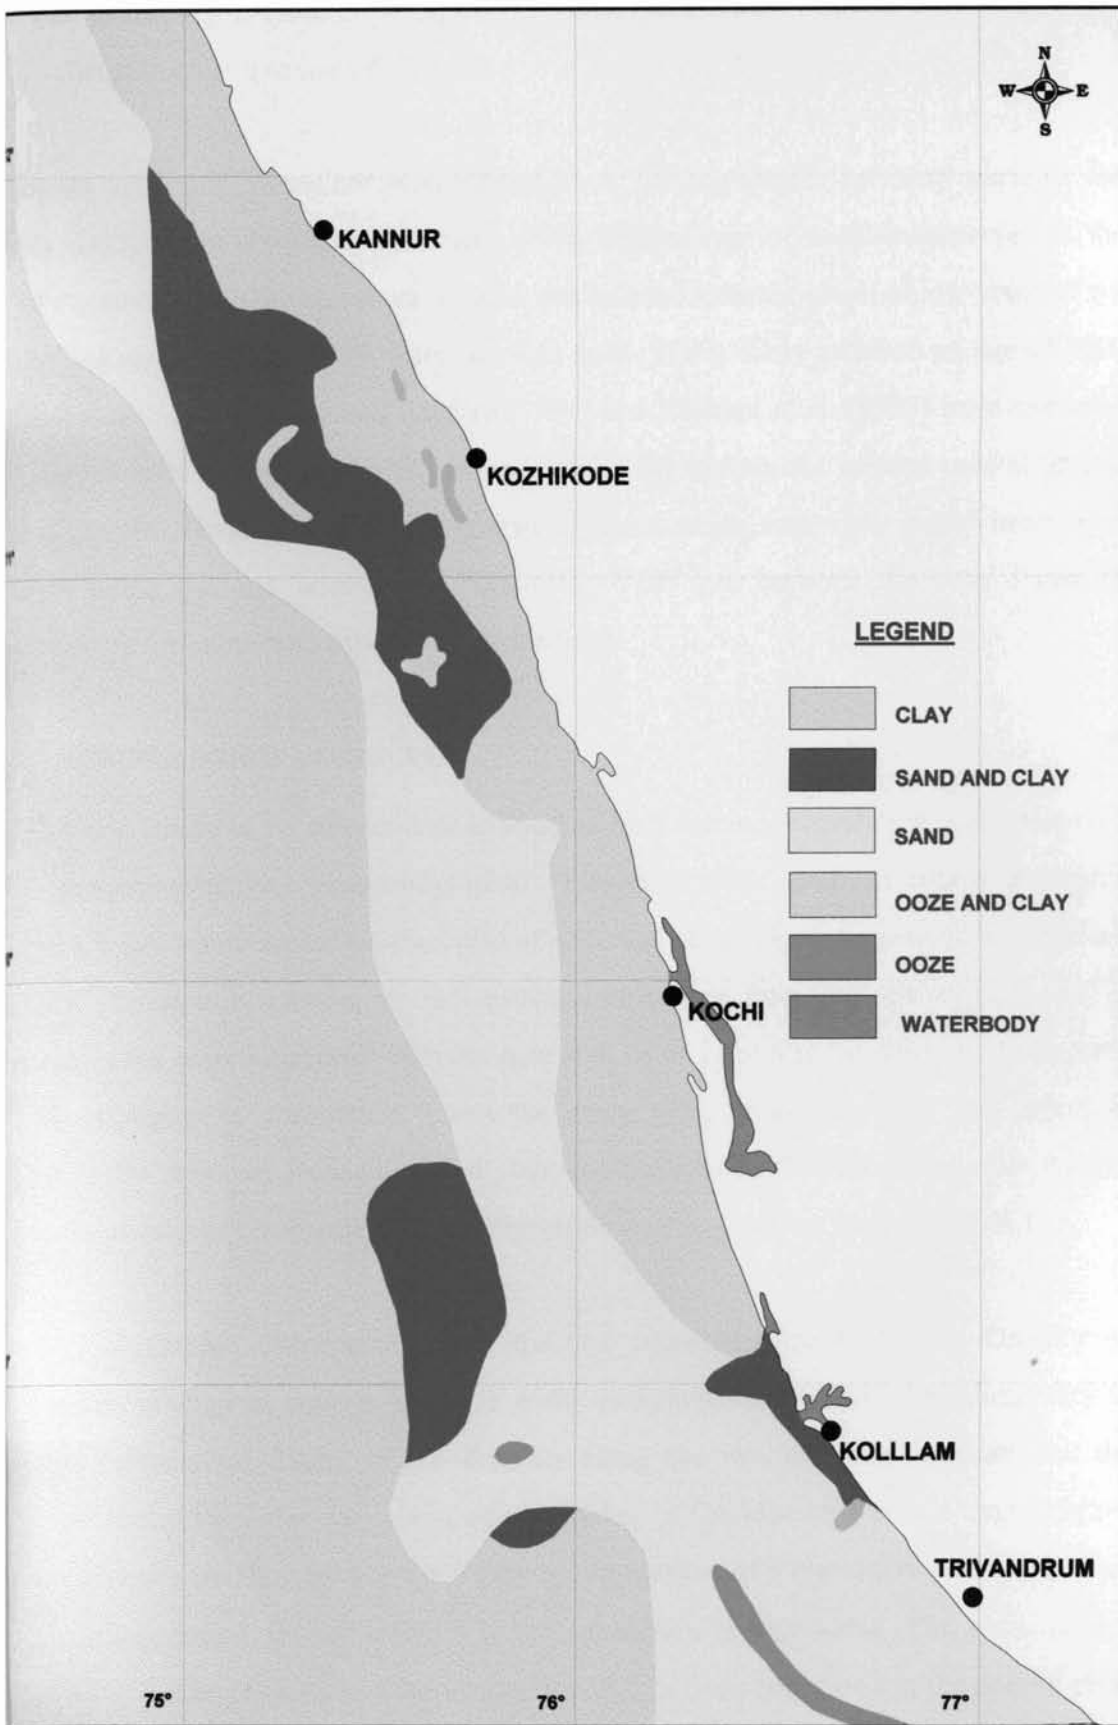 N
W E
S
KANNUR
KOZHIKODE
LEGEND
CLAY
SAND AND CLAY
SAND
OOZE AND CLAY
OOZE
KOCHI
WATERBODY
KOLLLAM
TRIVANDRUM
75°
76°
77°